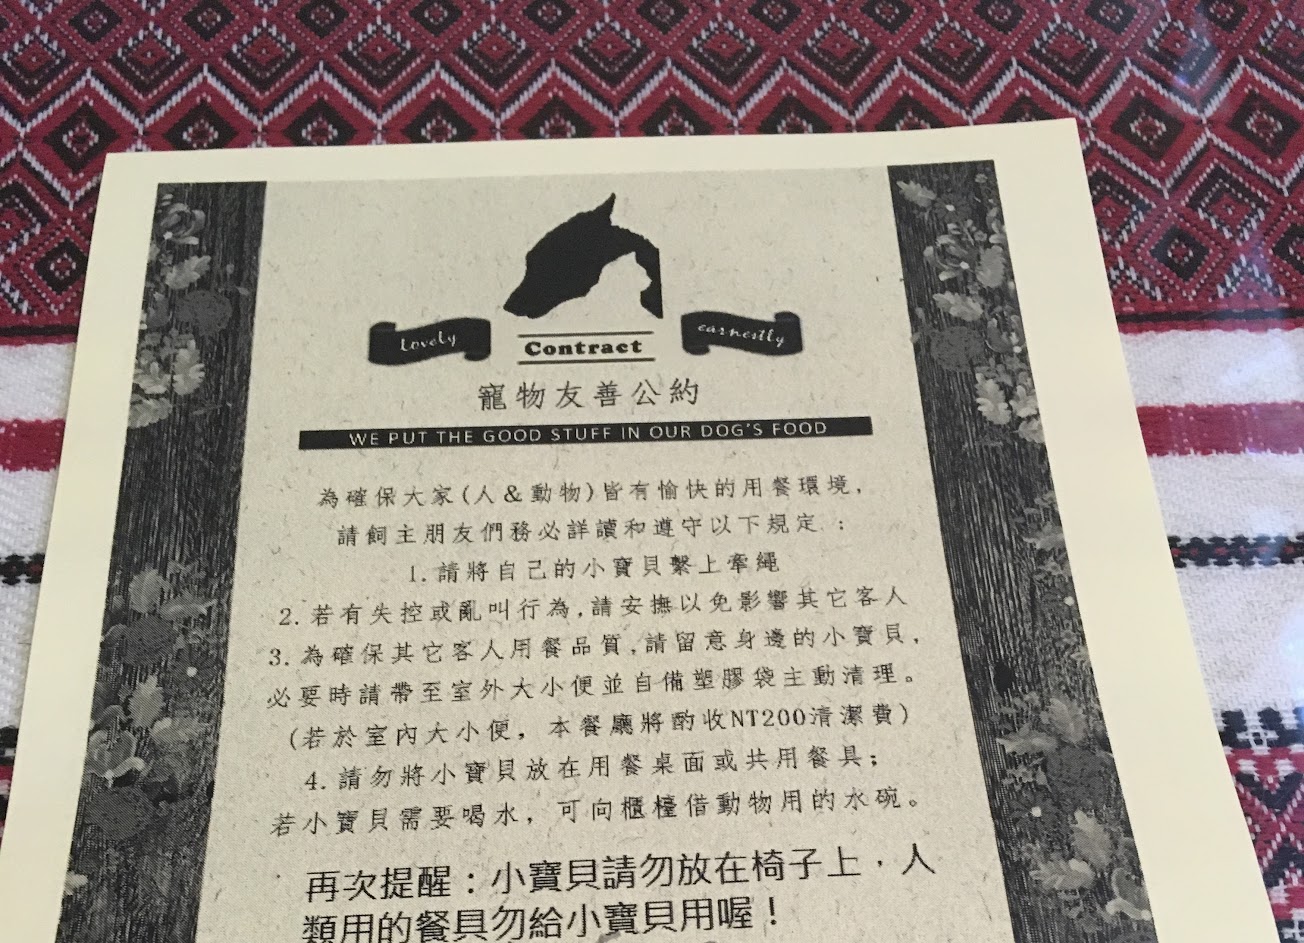 lovely
Contract
earnestly
寵物友善公約
WE PUT THE GOOD STUFF IN OUR DOG'S FOOD
為確保大家(人&動物)皆有愉快的用餐環境,
請飼主朋友們務必詳讀和遵守以下規定：
1.請將自己的小寶貝繫上牽繩
2.若有失控或亂叫行為,請安撫以免影響其它客人
3.為確保其它客人用餐品質,請留意身邊的小寶貝,
必要時請帶至室外大小便並自備塑膠袋主動清理。
(若於室內大小便，本餐廳將酌收NT200清潔費)
4.請勿將小寶貝放在用餐桌面或共用餐具；
若小寶貝需要喝水，可向櫃檯借動物用的水碗。
再次提醒：小寶貝請勿放在椅子上，人
類用的餐具勿給小寶貝用喔！